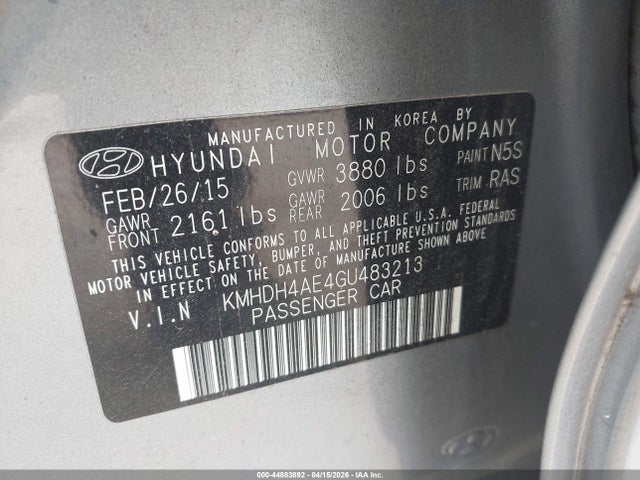 MANUFACTURED IN KOREA BY
HYUNDAI MOTOR COMPANY
FEB/26/15 GVWR 3880 lbs PAINT N5S
GAWR FRONT 2161 lbs GAWR REAR 2006 lbs TRIM RAS
THIS VEHICLE CONFORMS TO ALL APPLICABLE U.S.A. FEDERAL
MOTOR VEHICLE SAFETY, BUMPER, AND THEFT PREVENTION STANDARDS
IN EFFECT ON THE DATE OF MANUFACTURE SHOWN ABOVE.
V.I.N KMHDH4AE4GU483213
PASSENGER CAR
000-44883892 - 04/15/2026 - IAA Inc.